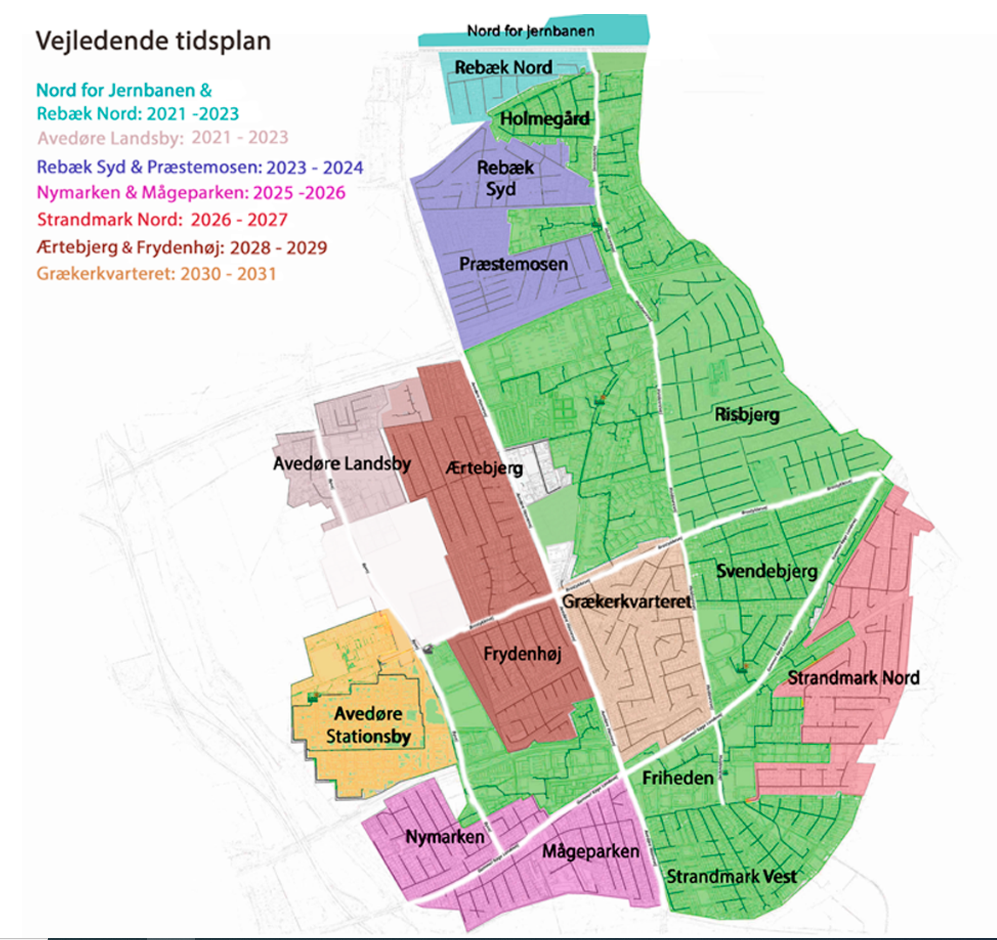 Vejledende tidsplan
Nord for Jernbanen &
Rebæk Nord: 2021 -2023
Avedøre Landsby: 2021 - 2023
Rebæk Syd & Præstemosen: 2023 - 2024
Nymarken & Mågeparken: 2025 -2026
Strandmark Nord: 2026 - 2027
Ærtebjerg & Frydenhøj: 2028 - 2029
Grækerkvarteret: 2030 - 2031
Nord for jernbanen
Rebæk Nord
Holmegård
Rebæk
Syd
Præstemosen
Risbjerg
Avedøre Landsby
Ærtebjerg
Svendebjerg
Grækerkvarteret
Frydenhøj
Strandmark Nord
Avedøre
Stationsby
Friheden
Nymarken
Mågeparken
Strandmark Vest